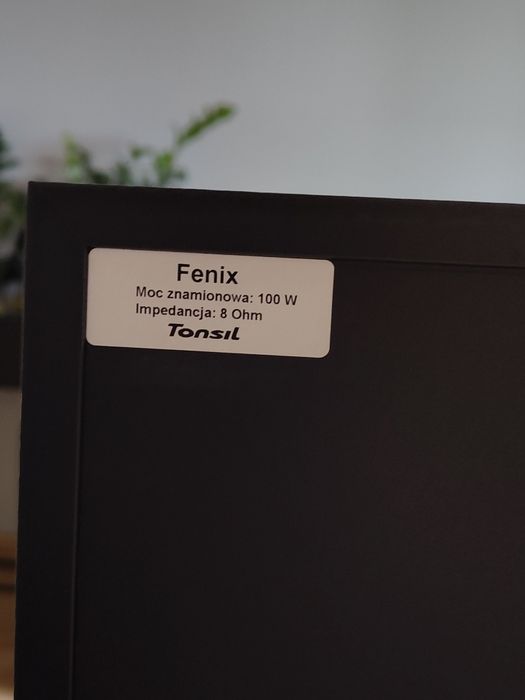 Fenix
Moc znamionowa: 100 W
Impedancja: 8 Ohm
Tonsil